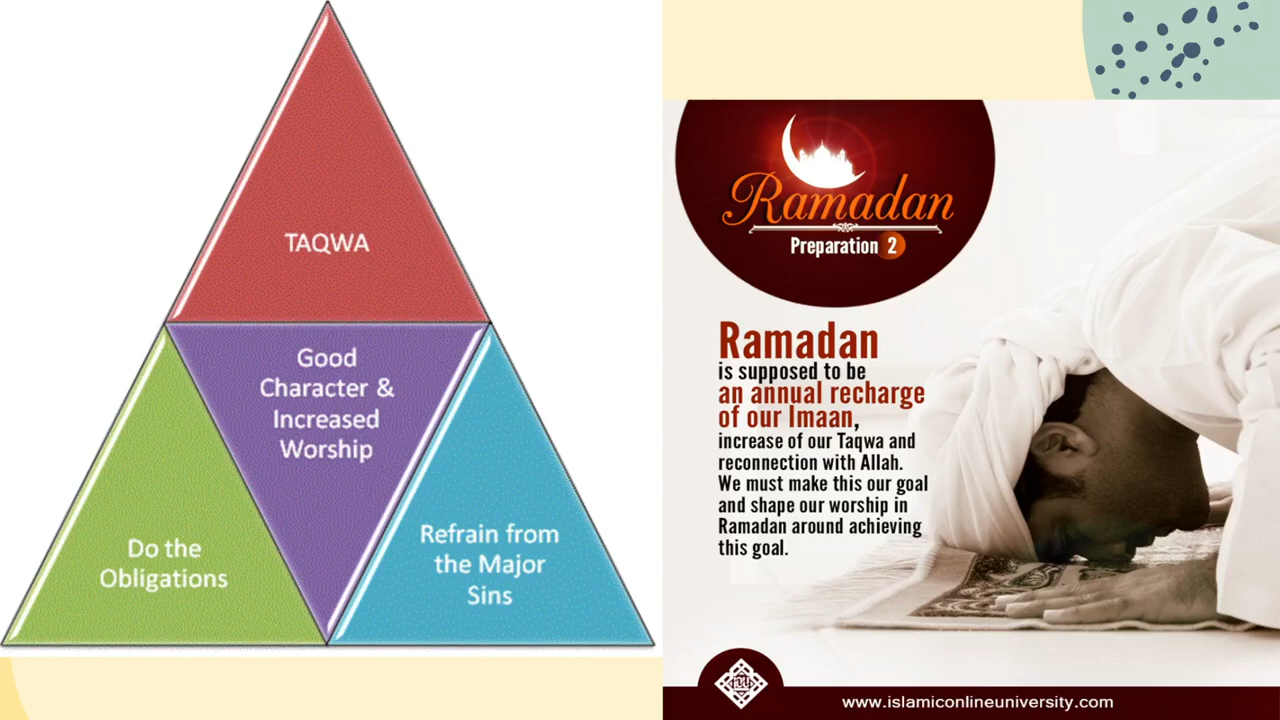 TAQWA
Good
Character &
Increased
Worship
Do the
Obligations
Refrain from
the Major
Sins
Ramadan
Preparation 2
Ramadan
is supposed to be
an annual recharge
of our Imaan,
increase of our Taqwa and
reconnection with Allah.
We must make this our goal
and shape our worship in
Ramadan around achieving
this goal.
www.islamiconlineuniversity.com